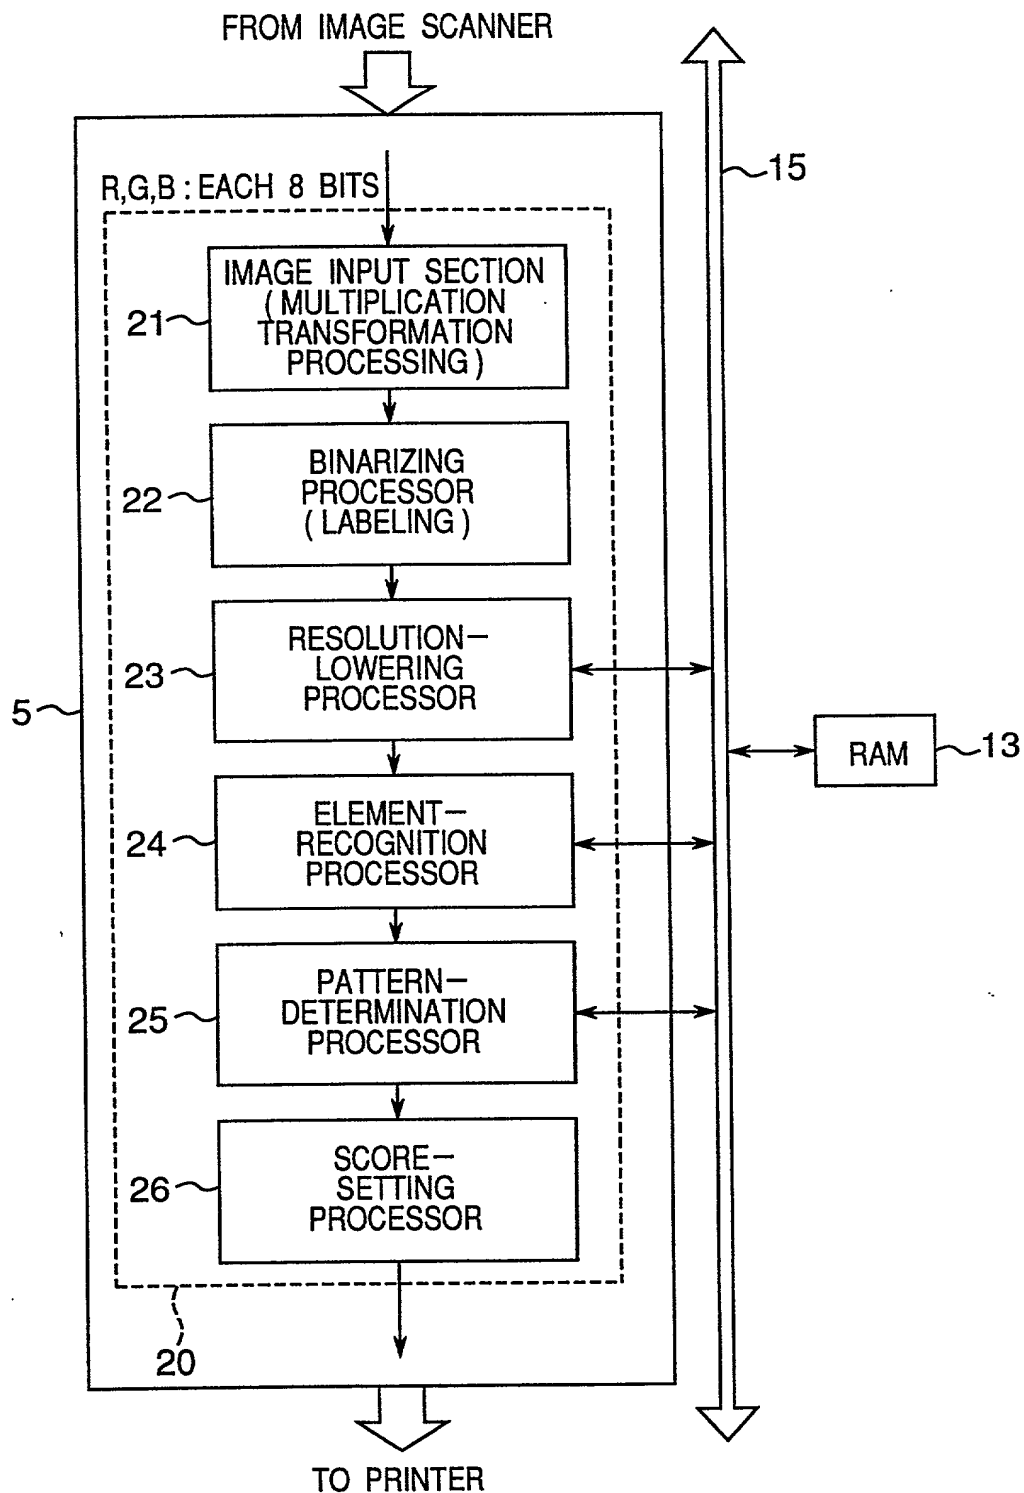 FROM IMAGE SCANNER
15
R,G,B : EACH 8 BITS
IMAGE INPUT SECTION
( MULTIPLICATION
TRANSFORMATION
PROCESSING )
21
BINARIZING
PROCESSOR
( LABELING )
22
RESOLUTION—
LOWERING
PROCESSOR
23
5
RAM
13
ELEMENT—
RECOGNITION
PROCESSOR
24
PATTERN—
DETERMINATION
PROCESSOR
25
SCORE—
SETTING
PROCESSOR
26
20
TO PRINTER